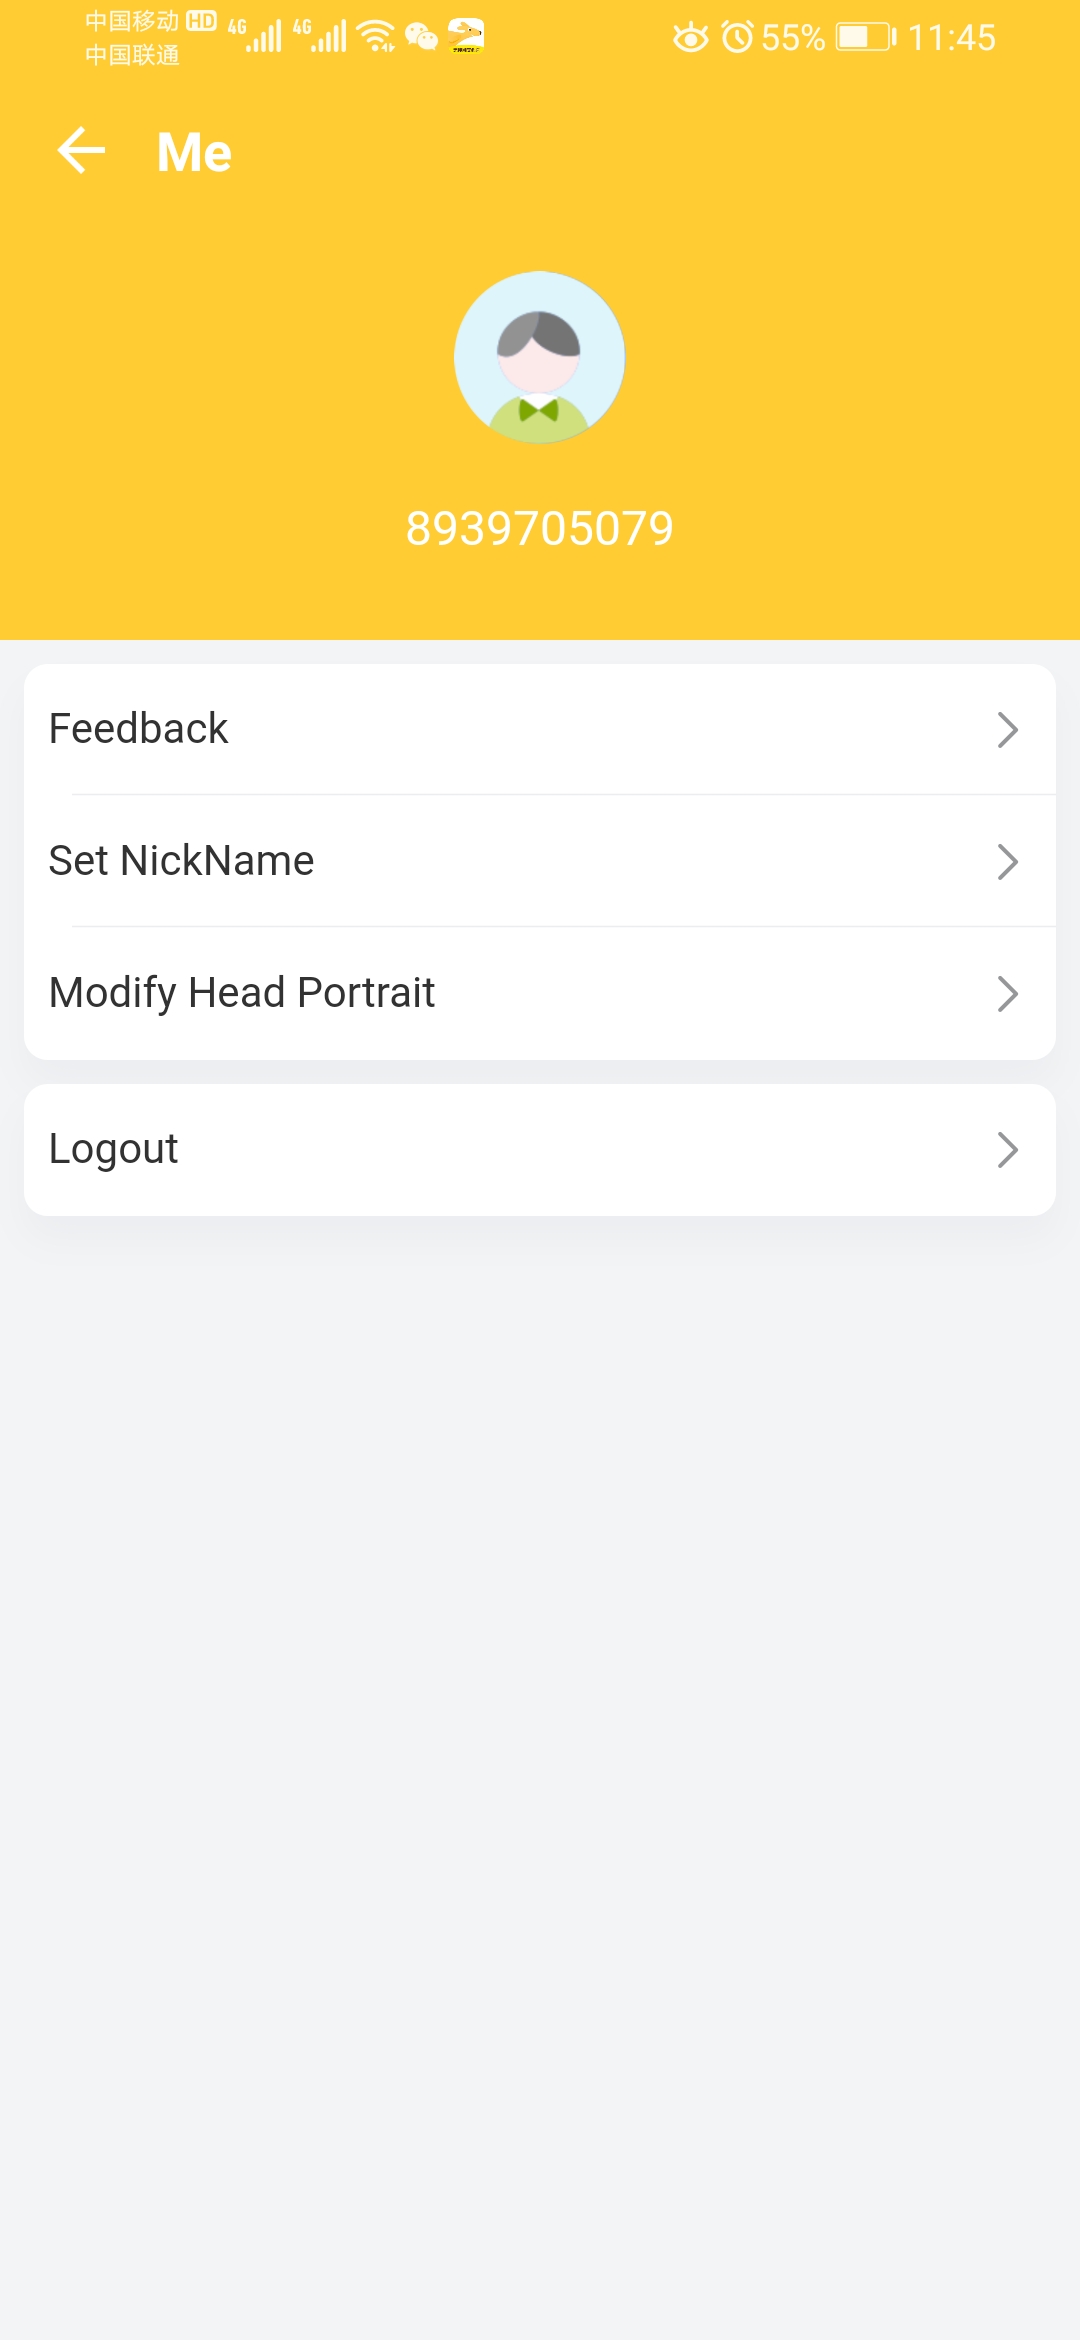 中国移动 HD 4G 4G 55% 11:45
中国联通
Me
8939705079
Feedback
Set NickName
Modify Head Portrait
Logout